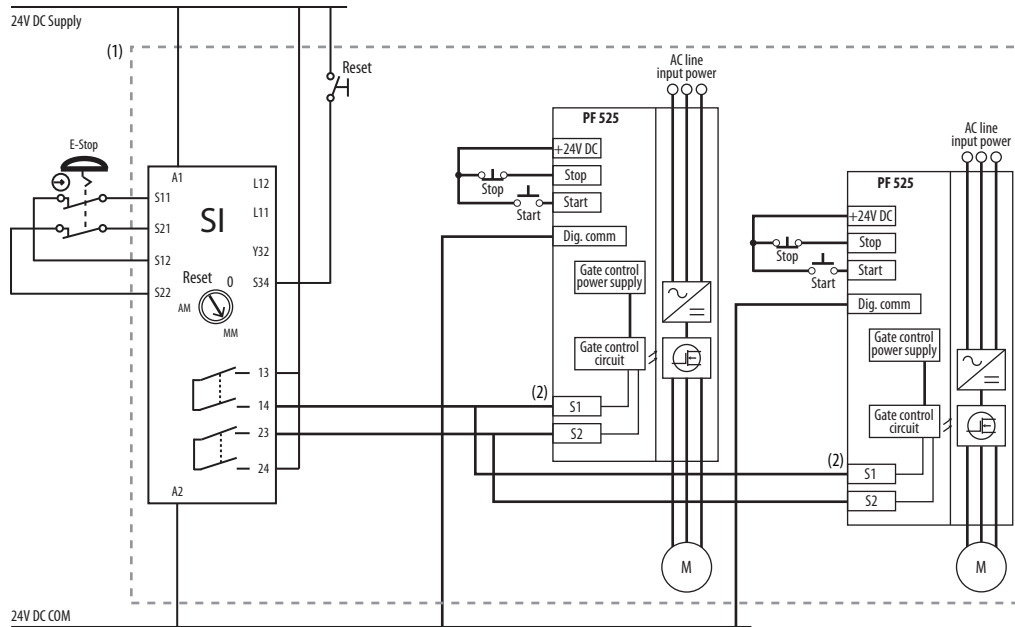 24V DC Supply
(1)
Reset
E-Stop
A1
S11
S21
S12
S22
L12
L11
Y32
S34
SI
Reset
0
AM
MM
13
14
23
24
A2
AC line
input power
PF 525
+24V DC
Stop
Start
Stop
Start
Dig. comm
Gate control
power supply
Gate control
circuit
(2)
S1
S2
M
AC line
input power
PF 525
+24V DC
Stop
Start
Stop
Start
Dig. comm
Gate control
power supply
Gate control
circuit
(2)
S1
S2
M
24V DC COM